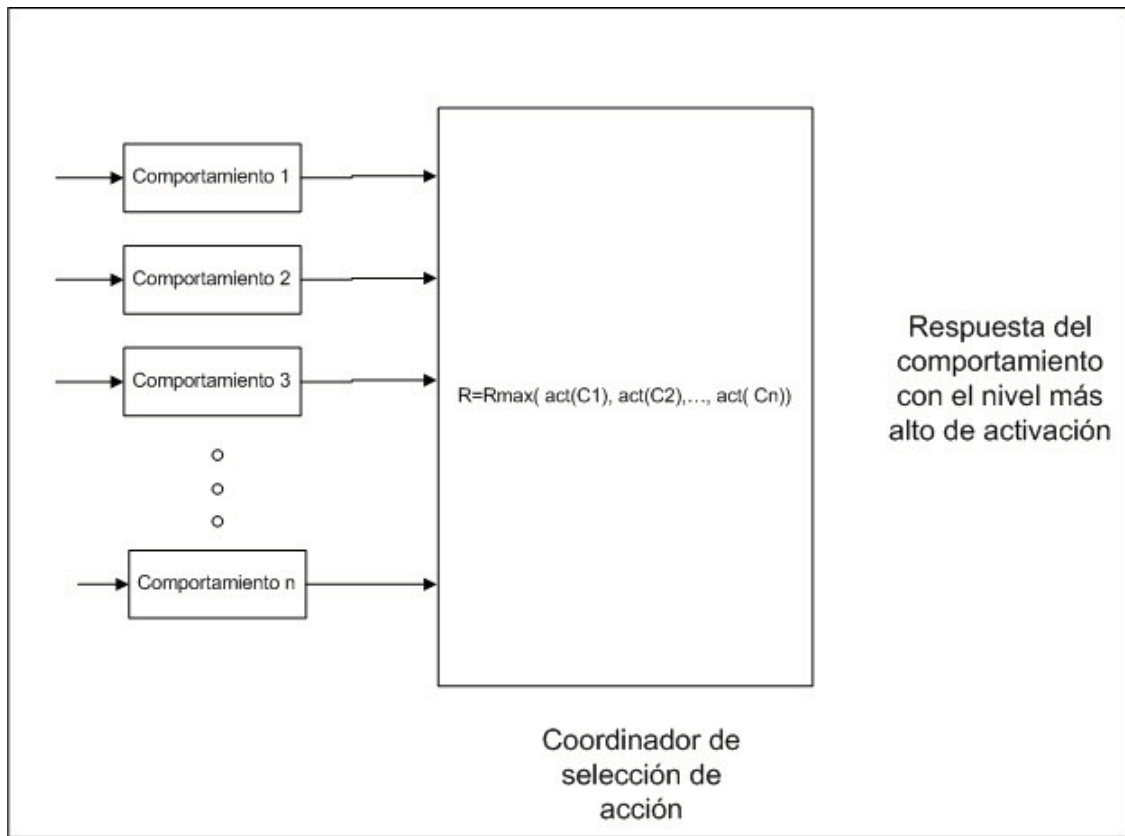 Comportamiento 1
Comportamiento 2
Comportamiento 3
Comportamiento n
R=Rmax( act(C1), act(C2),..., act( Cn))
Respuesta del
comportamiento
con el nivel más
alto de activación
Coordinador de
selección de
acción